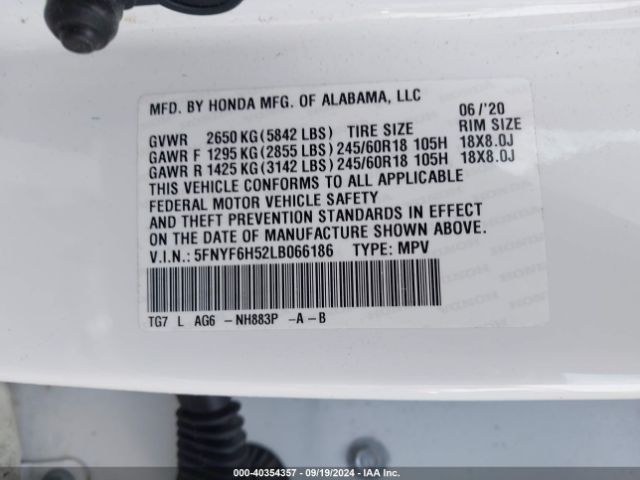 MFD. BY HONDA MFG. OF ALABAMA, LLC 06/'20
GVWR 2650 KG(5842 LBS) TIRE SIZE RIM SIZE
GAWR F 1295 KG(2855 LBS)245/60R18 105H 18X8.0J
GAWR R 1425 KG(3142 LBS)245/60R18 105H 18X8.0J
THIS VEHICLE CONFORMS TO ALL APPLICABLE
FEDERAL MOTOR VEHICLE SAFETY
AND THEFT PREVENTION STANDARDS IN EFFECT
ON THE DATE OF MANUFACTURE SHOWN ABOVE.
V.I.N.: 5FNYF6H52LB066186 TYPE: MPV
TG7 L AG6 -NH883P -A-B
000-40354357 - 09/19/2024 - IAA Inc.